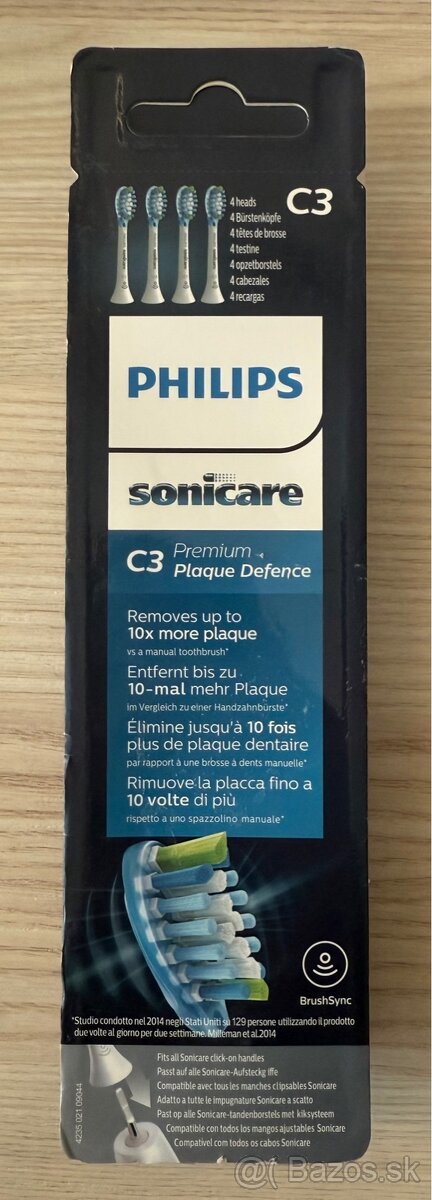 C3
4 heads
4 Bürstenköpfe
4 têtes de brosse
4 testine
4 opzetborstels
4 cabezales
4 recargas
PHILIPS
sonicare
C3 Premium
Plaque Defence
Removes up to
10x more plaque
vs a manual toothbrush*
Entfernt bis zu
10-mal mehr Plaque
im Vergleich zu einer Handzahnbürste*
Élimine jusqu'à 10 fois
plus de plaque dentaire
par rapport à une brosse à dents manuelle*
Rimuove la placca fino a
10 volte di più
rispetto a uno spazzolino manuale*
BrushSync
*Studio condotto nel 2014 negli Stati Uniti su 129 persone utilizzando il prodotto
due volte al giorno per due settimane. Milleman et al.2014
Fits all Sonicare click-on handles
Passt auf alle Sonicare-Aufsteckgriffe
Compatible avec tous les manches clipsables Sonicare
Adatto a tutte le impugnature Sonicare a scatto
Past op alle Sonicare-tandenborstels met kliksysteem
Compatible con todos los mangos ajustables Sonicare
Compatível com todos os cabos Sonicare
4235 021 09044
Bazos.sk